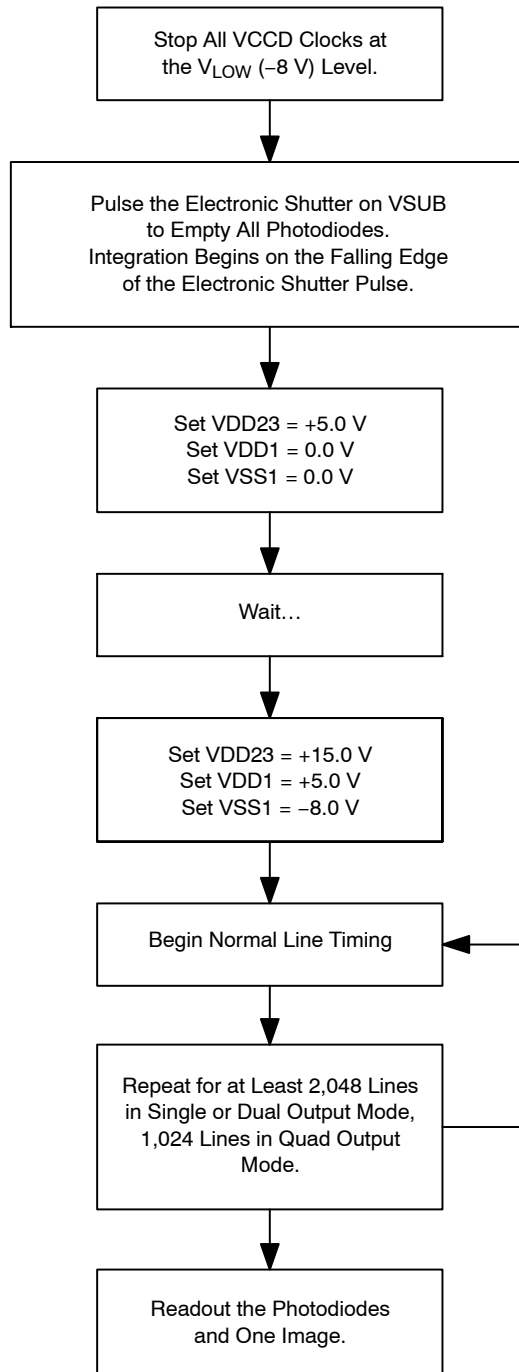 Stop All VCCD Clocks at
the VLOW (−8 V) Level.
Pulse the Electronic Shutter on VSUB
to Empty All Photodiodes.
Integration Begins on the Falling Edge
of the Electronic Shutter Pulse.
Set VDD23 = +5.0 V
Set VDD1 = 0.0 V
Set VSS1 = 0.0 V
Wait…
Set VDD23 = +15.0 V
Set VDD1 = +5.0 V
Set VSS1 = −8.0 V
Begin Normal Line Timing
Repeat for at Least 2,048 Lines
in Single or Dual Output Mode,
1,024 Lines in Quad Output
Mode.
Readout the Photodiodes
and One Image.